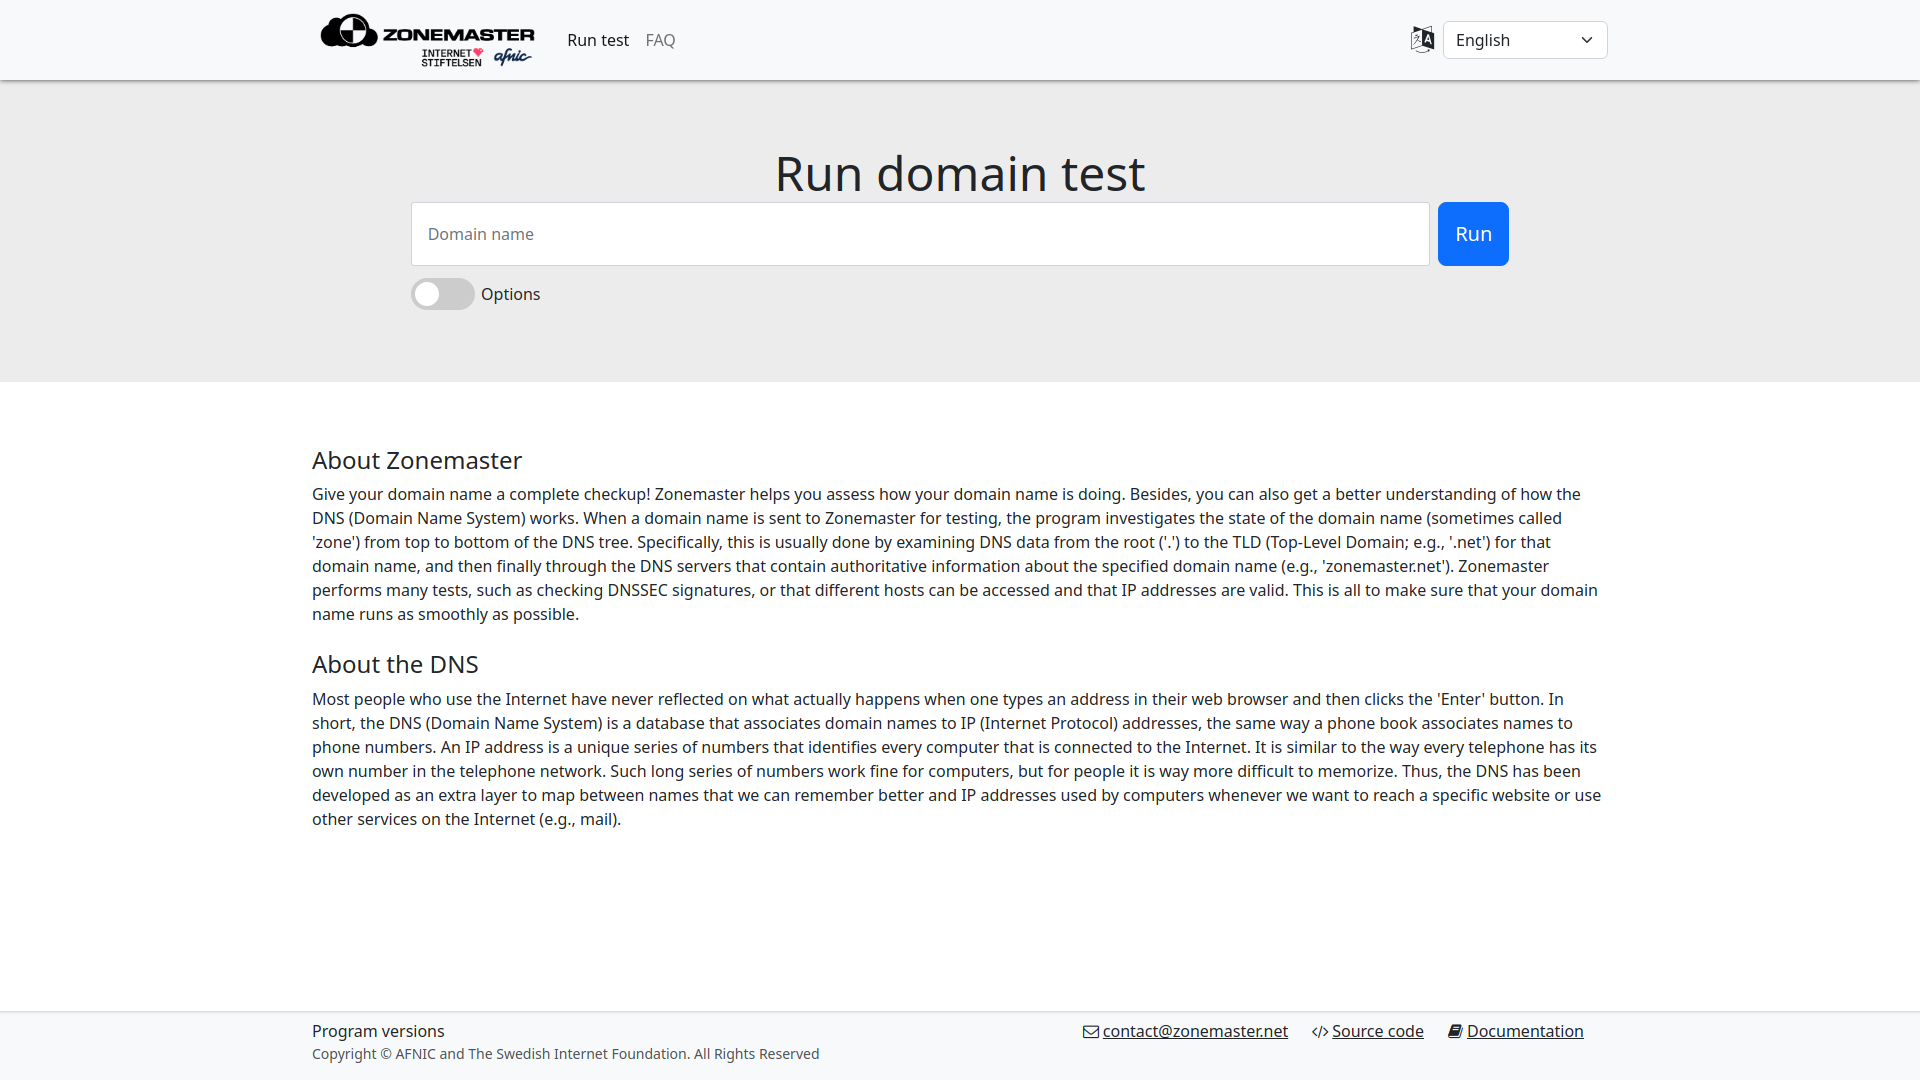 ZONEMASTER
INTERNET
STIFTELSEN
afnic
Run test
FAQ
English
Run domain test
Domain name
Run
Options
About Zonemaster
Give your domain name a complete checkup! Zonemaster helps you assess how your domain name is doing. Besides, you can also get a better understanding of how the
DNS (Domain Name System) works. When a domain name is sent to Zonemaster for testing, the program investigates the state of the domain name (sometimes called
'zone') from top to bottom of the DNS tree. Specifically, this is usually done by examining DNS data from the root ('.') to the TLD (Top-Level Domain; e.g., '.net') for that
domain name, and then finally through the DNS servers that contain authoritative information about the specified domain name (e.g., 'zonemaster.net'). Zonemaster
performs many tests, such as checking DNSSEC signatures, or that different hosts can be accessed and that IP addresses are valid. This is all to make sure that your domain
name runs as smoothly as possible.
About the DNS
Most people who use the Internet have never reflected on what actually happens when one types an address in their web browser and then clicks the 'Enter' button. In
short, the DNS (Domain Name System) is a database that associates domain names to IP (Internet Protocol) addresses, the same way a phone book associates names to
phone numbers. An IP address is a unique series of numbers that identifies every computer that is connected to the Internet. It is similar to the way every telephone has its
own number in the telephone network. Such long series of numbers work fine for computers, but for people it is way more difficult to memorize. Thus, the DNS has been
developed as an extra layer to map between names that we can remember better and IP addresses used by computers whenever we want to reach a specific website or use
other services on the Internet (e.g., mail).
Program versions
contact@zonemaster.net
Source code
Documentation
Copyright © AFNIC and The Swedish Internet Foundation. All Rights Reserved